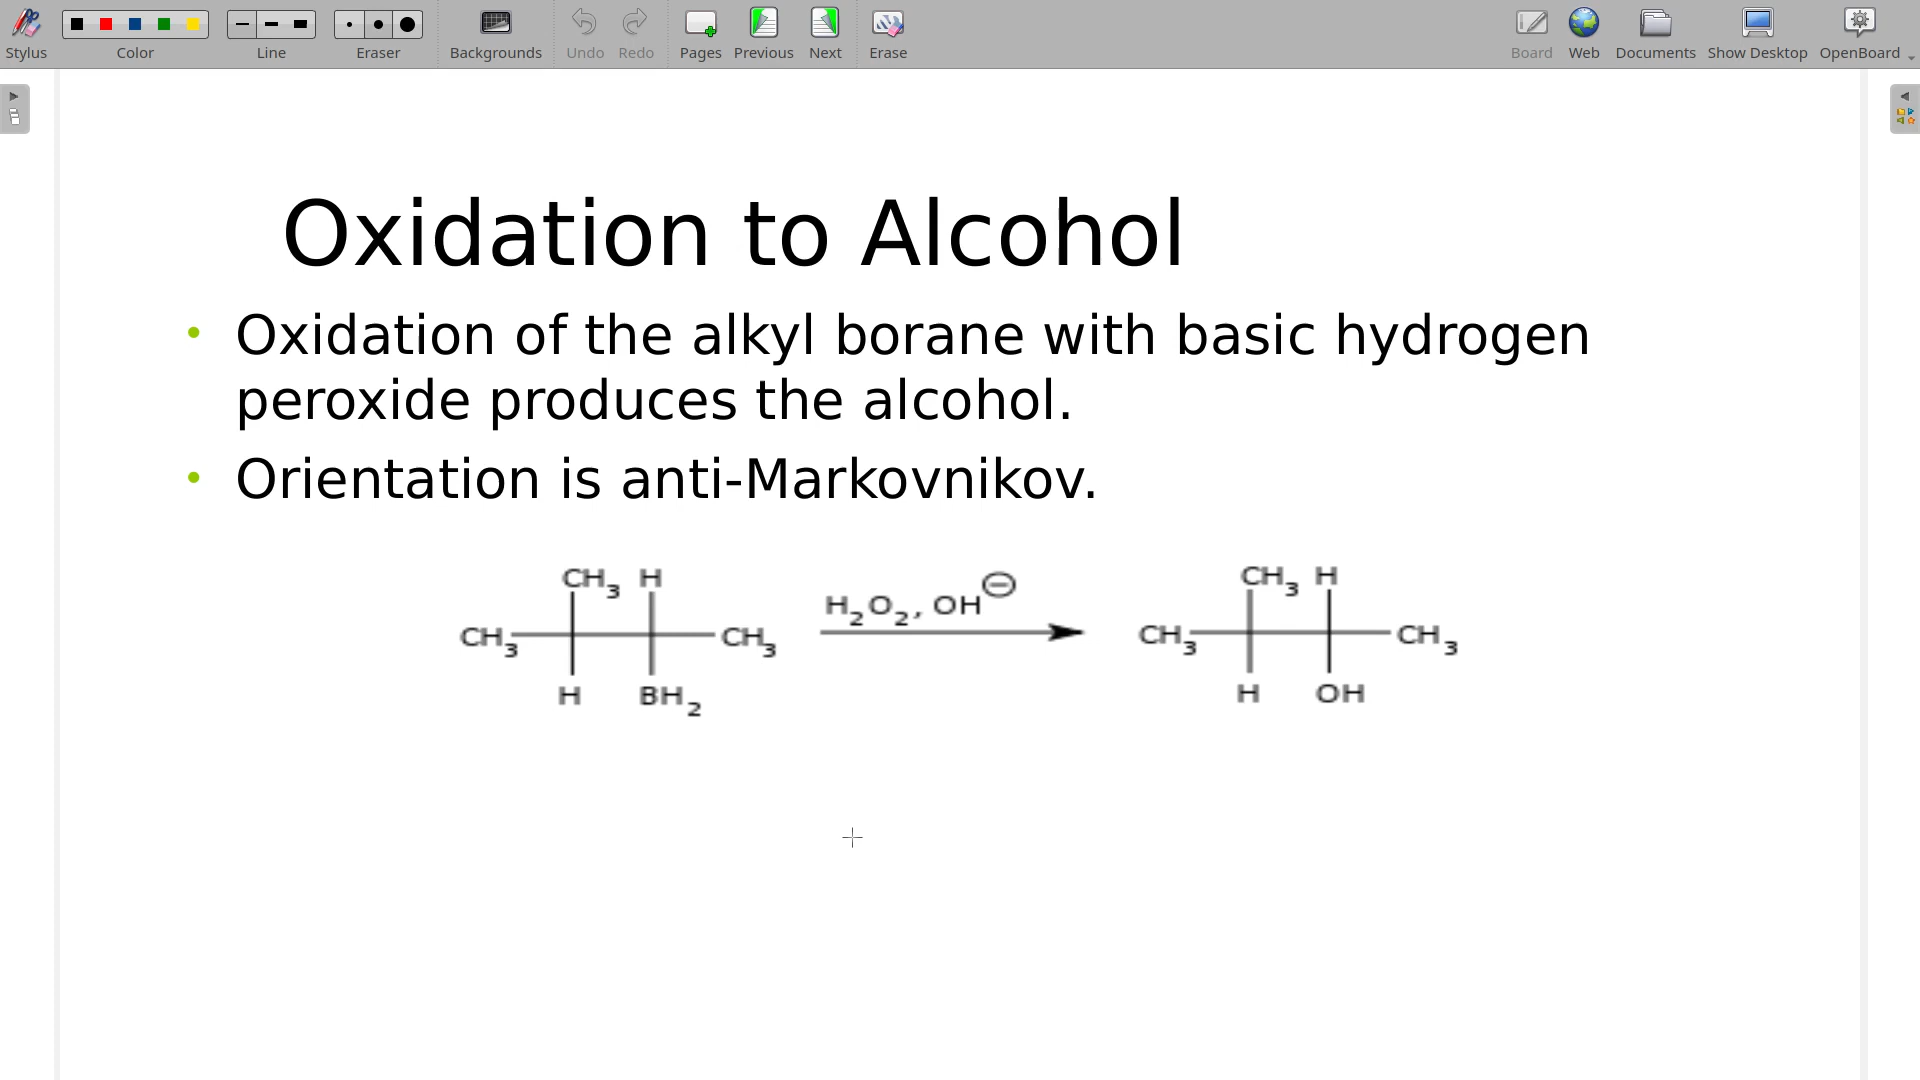 Stylus Color Line Eraser Backgrounds Undo Redo Pages Previous Next Erase Board Web Documents Show Desktop OpenBoard
Oxidation to Alcohol
• Oxidation of the alkyl borane with basic hydrogen
peroxide produces the alcohol.
• Orientation is anti-Markovnikov.
CH₃ H H₂O₂, OH⊖ CH₃ H
CH₃ CH₃ CH₃ CH₃
H BH₂ H OH